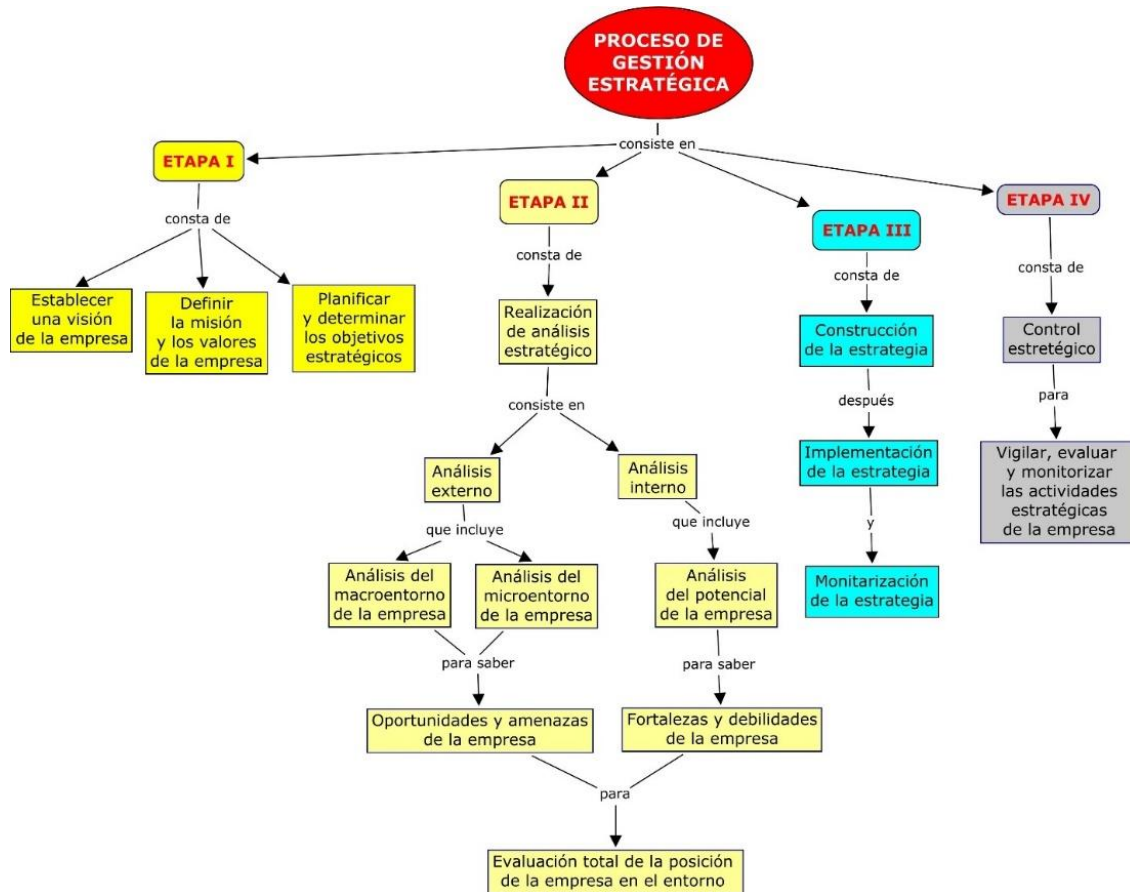 PROCESO DE
GESTIÓN
ESTRATÉGICA
consiste en
ETAPA I
consta de
Establecer
una visión
de la empresa
Definir
la misión
y los valores
de la empresa
Planificar
y determinar
los objetivos
estratégicos
ETAPA II
consta de
Realización
de análisis
estratégico
consiste en
Análisis
externo
que incluye
Análisis del
macroentorno
de la empresa
Análisis del
microentorno
de la empresa
para saber
Oportunidades y amenazas
de la empresa
Análisis
interno
que incluye
Análisis
del potencial
de la empresa
para saber
Fortalezas y debilidades
de la empresa
para
Evaluación total de la posición
de la empresa en el entorno
ETAPA III
consta de
Construcción
de la estrategia
después
Implementación
de la estrategia
y
Monitarización
de la estrategia
ETAPA IV
consta de
Control
estretégico
para
Vigilar, evaluar
y monitorizar
las actividades
estratégicas
de la empresa